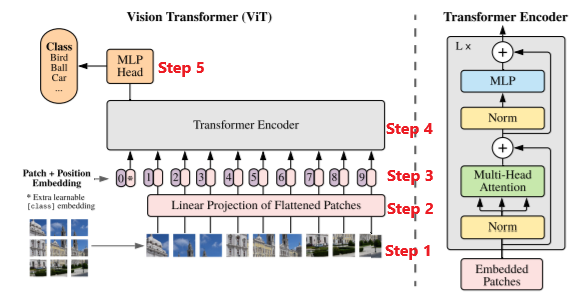 Vision Transformer (ViT)
Class
Bird
Ball
Car
...
MLP
Head
Step 5
Transformer Encoder
Step 4
Patch + Position
Embedding
* Extra learnable
[class] embedding
0 * 1 2 3 4 5 6 7 8 9
Step 3
Linear Projection of Flattened Patches
Step 2
Step 1
Transformer Encoder
L x
+
MLP
Norm
+
Multi-Head
Attention
Norm
Embedded
Patches